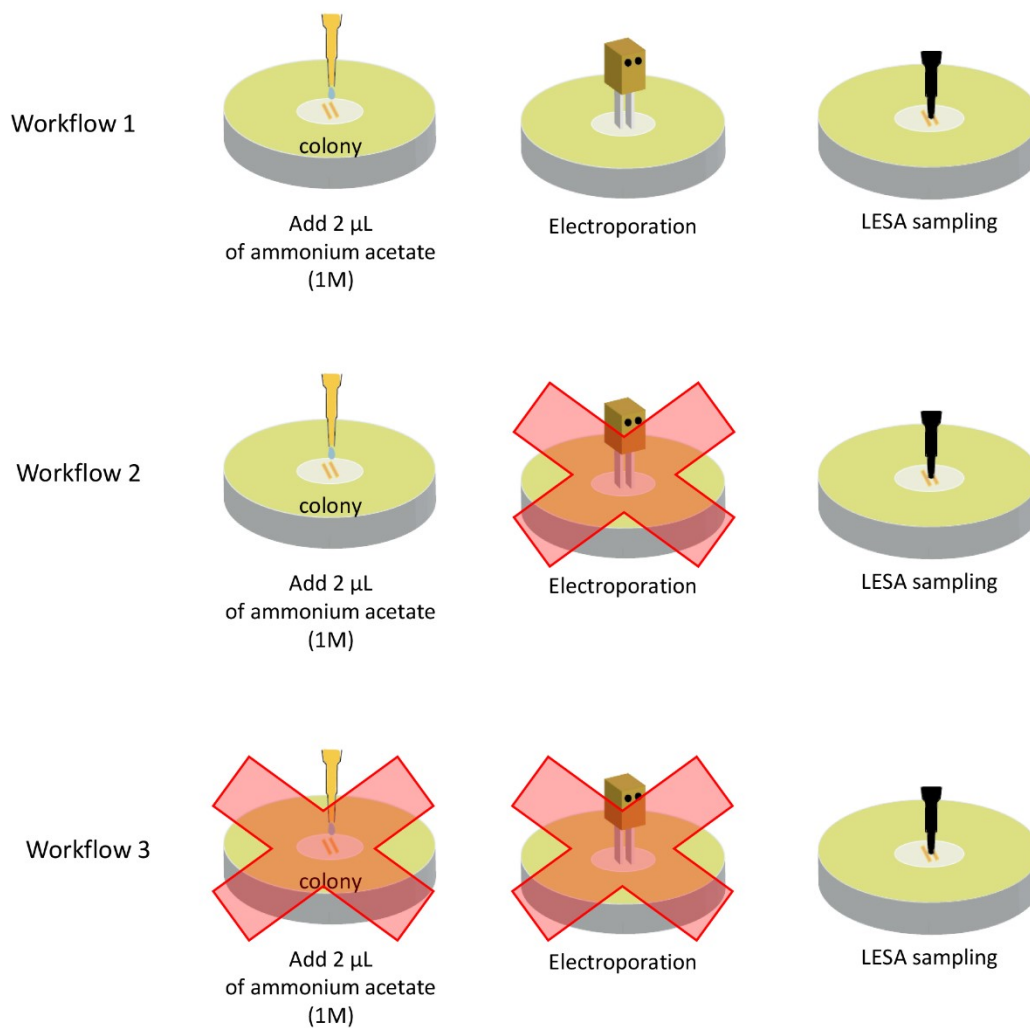 Workflow 1
colony
Add 2 µL
of ammonium acetate
(1M)
Electroporation
LESA sampling
Workflow 2
colony
Add 2 µL
of ammonium acetate
(1M)
Electroporation
LESA sampling
Workflow 3
colony
Add 2 µL
of ammonium acetate
(1M)
Electroporation
LESA sampling